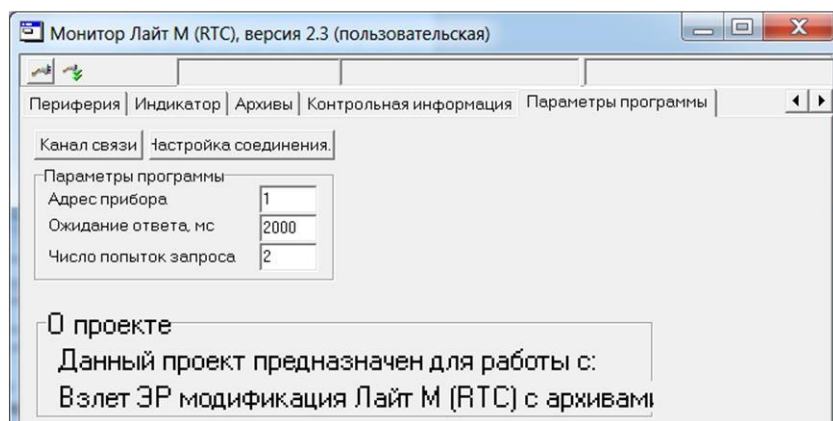 Монитор Лайт М (RTC), версия 2.3 (пользовательская)
Периферия Индикатор Архивы Контрольная информация Параметры программы
Канал связи Настройка соединения.
Параметры программы
Адрес прибора 1
Ожидание ответа, мс 2000
Число попыток запроса 2
О проекте
Данный проект предназначен для работы с:
Взлет ЭР модификация Лайт М (RTC) с архивами